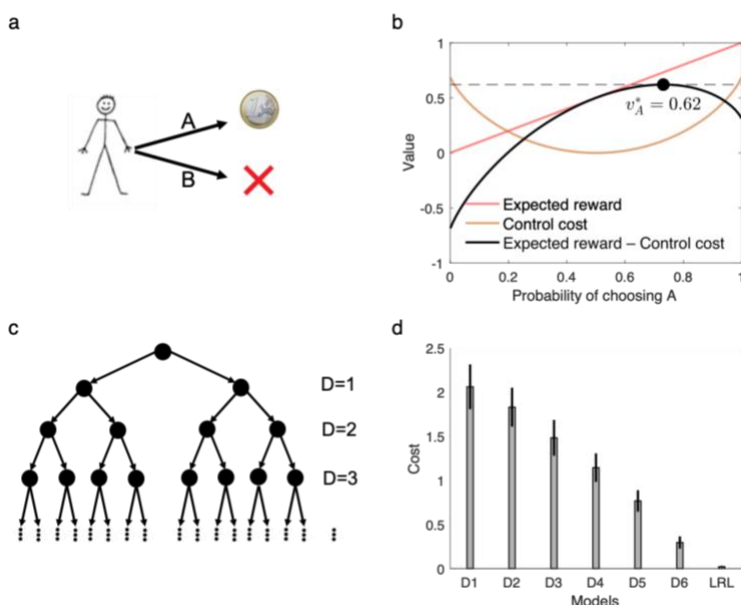 a
A
B
b
1
0.5
0
-0.5
-1
Value
v*A = 0.62
Expected reward
Control cost
Expected reward – Control cost
0
0.2
0.4
0.6
0.8
1
Probability of choosing A
c
D=1
D=2
D=3
d
2.5
2
1.5
1
0.5
0
Cost
D1
D2
D3
D4
D5
D6
LRL
Models